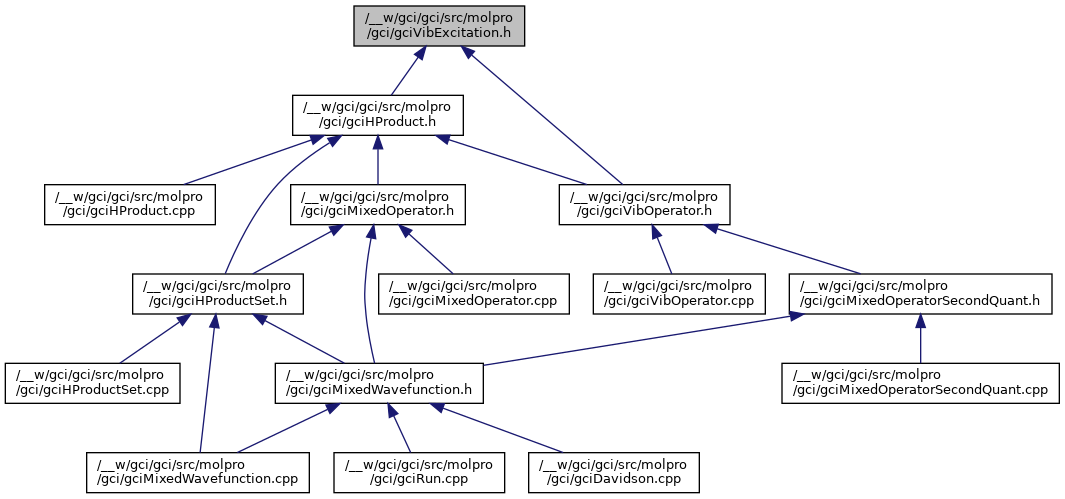 /__w/gci/gci/src/molpro
/gci/gciVibExcitation.h
/__w/gci/gci/src/molpro
/gci/gciHProduct.h
/__w/gci/gci/src/molpro
/gci/gciHProduct.cpp
/__w/gci/gci/src/molpro
/gci/gciMixedOperator.h
/__w/gci/gci/src/molpro
/gci/gciVibOperator.h
/__w/gci/gci/src/molpro
/gci/gciHProductSet.h
/__w/gci/gci/src/molpro
/gci/gciMixedOperator.cpp
/__w/gci/gci/src/molpro
/gci/gciVibOperator.cpp
/__w/gci/gci/src/molpro
/gci/gciMixedOperatorSecondQuant.h
/__w/gci/gci/src/molpro
/gci/gciHProductSet.cpp
/__w/gci/gci/src/molpro
/gci/gciMixedWavefunction.h
/__w/gci/gci/src/molpro
/gci/gciMixedOperatorSecondQuant.cpp
/__w/gci/gci/src/molpro
/gci/gciMixedWavefunction.cpp
/__w/gci/gci/src/molpro
/gci/gciRun.cpp
/__w/gci/gci/src/molpro
/gci/gciDavidson.cpp